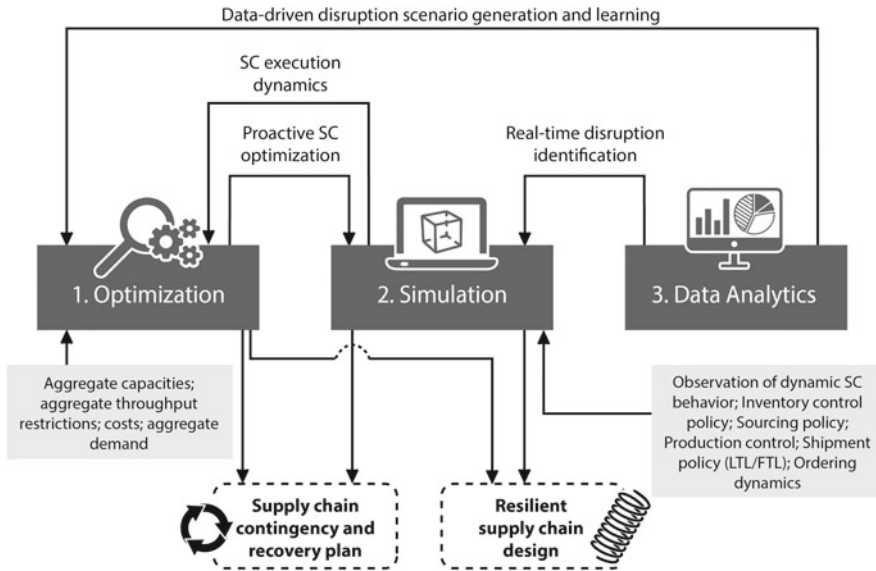 Data-driven disruption scenario generation and learning
SC execution
dynamics
Proactive SC
optimization
Real-time disruption
identification
1. Optimization
2. Simulation
3. Data Analytics
Aggregate capacities;
aggregate throughput
restrictions; costs; aggregate
demand
Observation of dynamic SC
behavior; Inventory control
policy; Sourcing policy;
Production control; Shipment
policy (LTL/FTL); Ordering
dynamics
Supply chain
contingency and
recovery plan
Resilient
supply chain
design